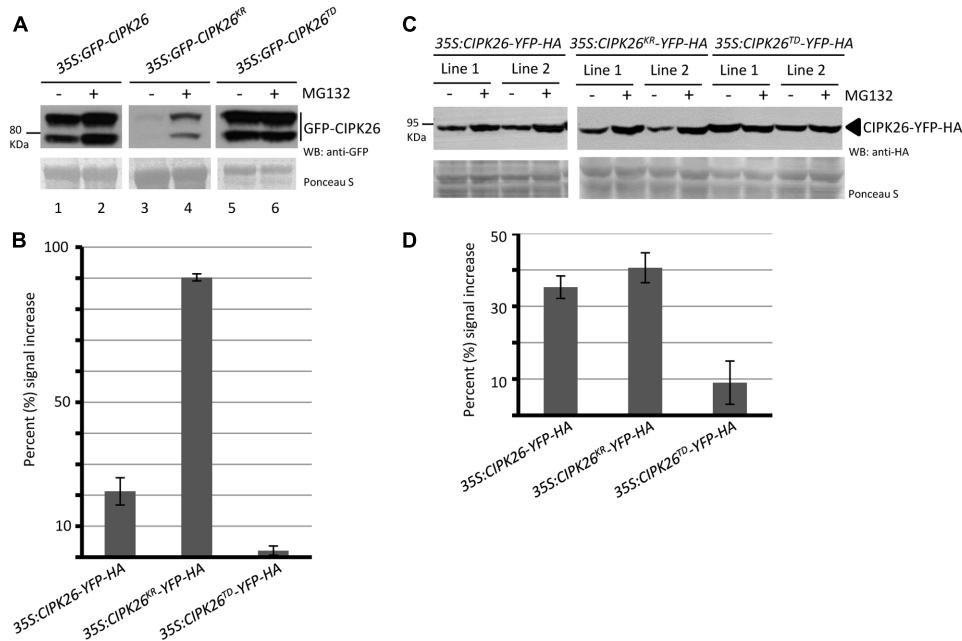 A
35S:GFP-CIPK26
35S:GFP-CIPK26KR
35S:GFP-CIPK26TD
- + - + - + MG132
80
KDa
GFP-CIPK26
WB: anti-GFP
Ponceau S
1 2 3 4 5 6
B
100
50
10
Percent (%) signal increase
35S:CIPK26-YFP-HA
35S:CIPK26KR-YFP-HA
35S:CIPK26TD-YFP-HA
C
35S:CIPK26-YFP-HA 35S:CIPK26KR-YFP-HA 35S:CIPK26TD-YFP-HA
Line 1 Line 2 Line 1 Line 2 Line 1 Line 2
- + - + - + - + - + - + MG132
95
KDa
CIPK26-YFP-HA
WB: anti-HA
Ponceau S
D
50
30
10
Percent (%) signal increase
35S:CIPK26-YFP-HA
35S:CIPK26KR-YFP-HA
35S:CIPK26TD-YFP-HA